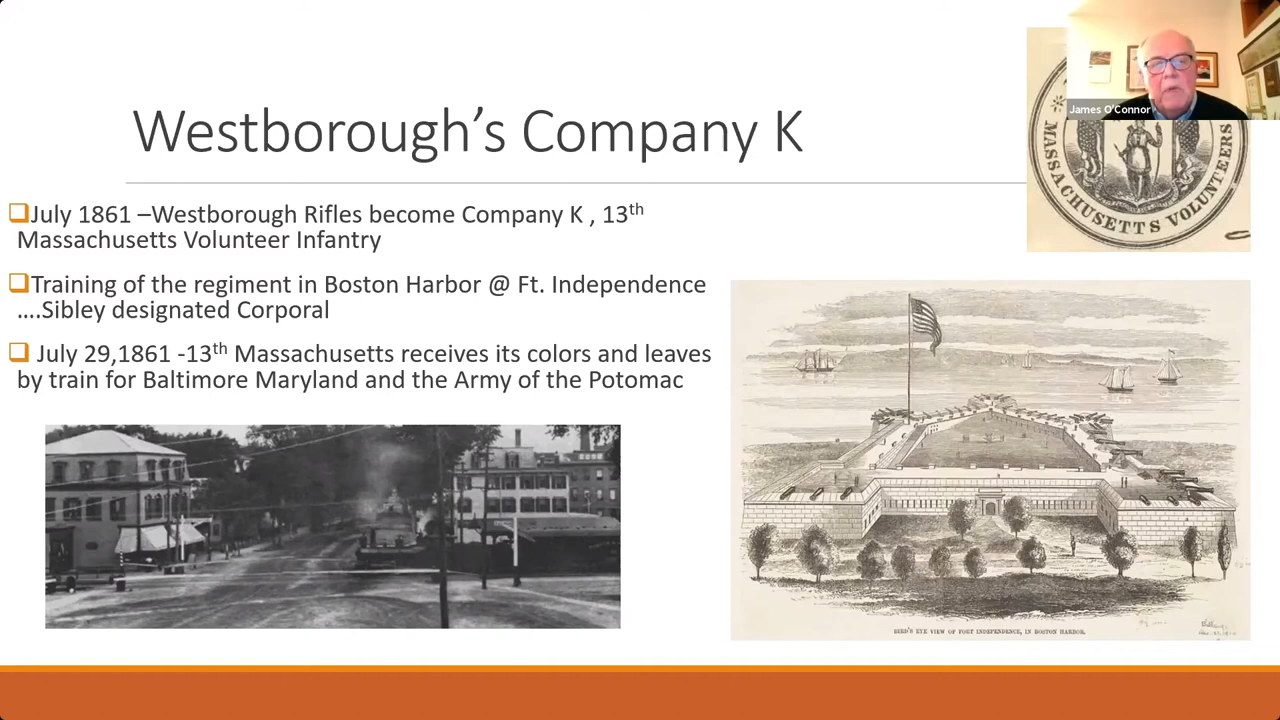 Westborough's Company K
James O'Connor
MASSACHUSETTS VOLUNTEERS
July 1861 –Westborough Rifles become Company K , 13th
Massachusetts Volunteer Infantry
Training of the regiment in Boston Harbor @ Ft. Independence
….Sibley designated Corporal
July 29,1861 -13th Massachusetts receives its colors and leaves
by train for Baltimore Maryland and the Army of the Potomac
BIRD'S EYE VIEW OF FORT INDEPENDENCE, IN BOSTON HARBOR.